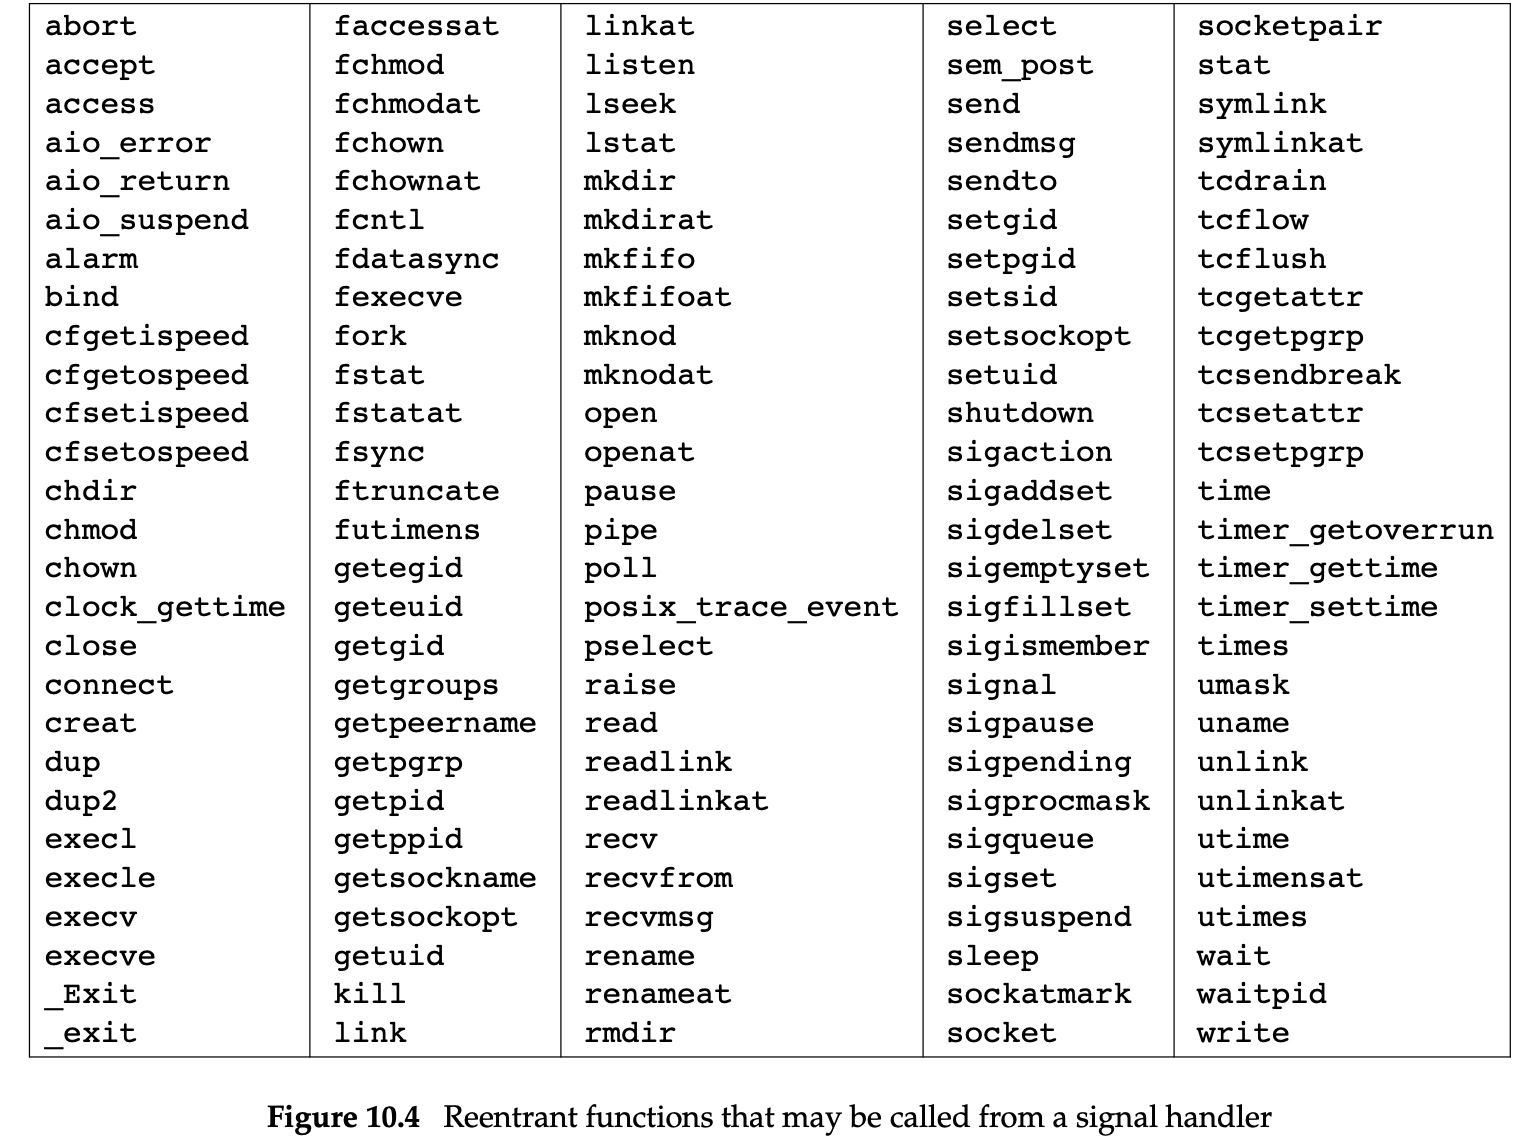 abort faccessat linkat select socketpair
accept fchmod listen sem_post stat
access fchmodat lseek send symlink
aio_error fchown lstat sendmsg symlinkat
aio_return fchownat mkdir sendto tcdrain
aio_suspend fcntl mkdirat setgid tcflow
alarm fdatasync mkfifo setpgid tcflush
bind fexecve mkfifoat setsid tcgetattr
cfgetispeed fork mknod setsockopt tcgetpgrp
cfgetospeed fstat mknodat setuid tcsendbreak
cfsetispeed fstatat open shutdown tcsetattr
cfsetospeed fsync openat sigaction tcsetpgrp
chdir ftruncate pause sigaddset time
chmod futimens pipe sigdelset timer_getoverrun
chown getegid poll sigemptyset timer_gettime
clock_gettime geteuid posix_trace_event sigfillset timer_settime
close getgid pselect sigismember times
connect getgroups raise signal umask
creat getpeername read sigpause uname
dup getpgrp readlink sigpending unlink
dup2 getpid readlinkat sigprocmask unlinkat
execl getppid recv sigqueue utime
execle getsockname recvfrom sigset utimensat
execv getsockopt recvmsg sigsuspend utimes
execve getuid rename sleep wait
_Exit kill renameat sockatmark waitpid
_exit link rmdir socket write
Figure 10.4 Reentrant functions that may be called from a signal handler